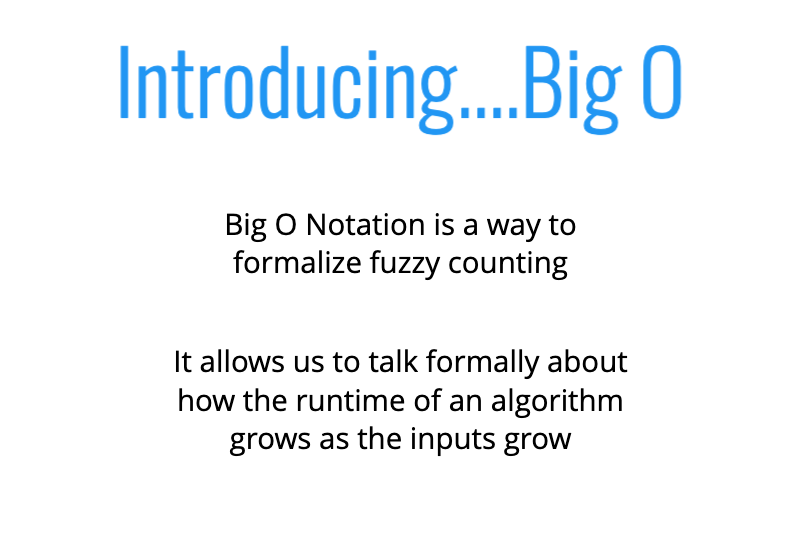 Introducing....Big O
Big O Notation is a way to
formalize fuzzy counting
It allows us to talk formally about
how the runtime of an algorithm
grows as the inputs grow